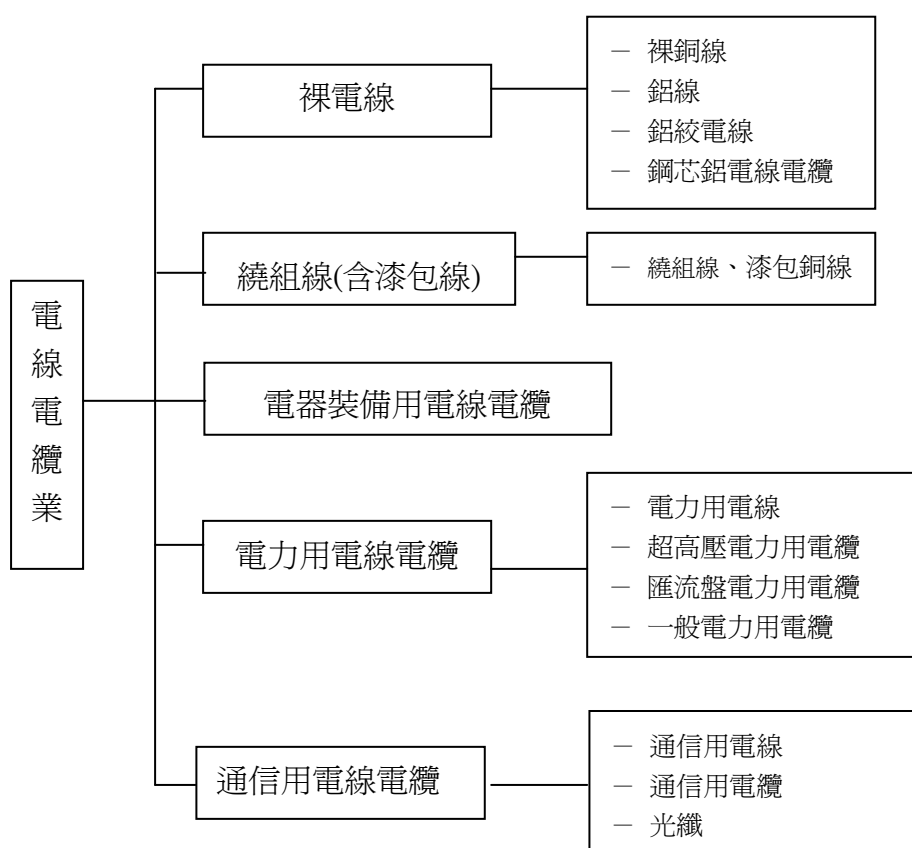 電線電纜業
裸電線
－ 裸銅線
－ 鋁線
－ 鋁絞電線
－ 鋼芯鋁電線電纜
繞組線(含漆包線)
－ 繞組線、漆包銅線
電器裝備用電線電纜
電力用電線電纜
－ 電力用電線
－ 超高壓電力用電纜
－ 匯流盤電力用電纜
－ 一般電力用電纜
通信用電線電纜
－ 通信用電線
－ 通信用電纜
－ 光纖